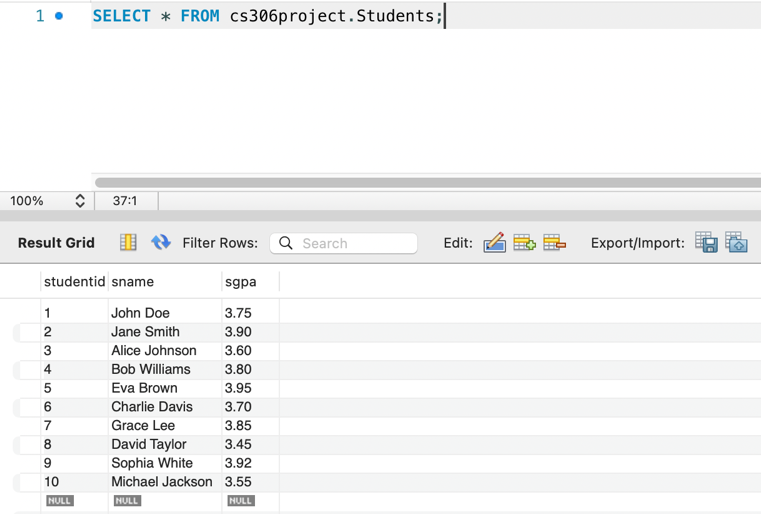 1 SELECT * FROM cs306project.Students;
100% 37:1
Result Grid Filter Rows: Search Edit: Export/Import:
studentid sname sgpa
1 John Doe 3.75
2 Jane Smith 3.90
3 Alice Johnson 3.60
4 Bob Williams 3.80
5 Eva Brown 3.95
6 Charlie Davis 3.70
7 Grace Lee 3.85
8 David Taylor 3.45
9 Sophia White 3.92
10 Michael Jackson 3.55
NULL NULL NULL